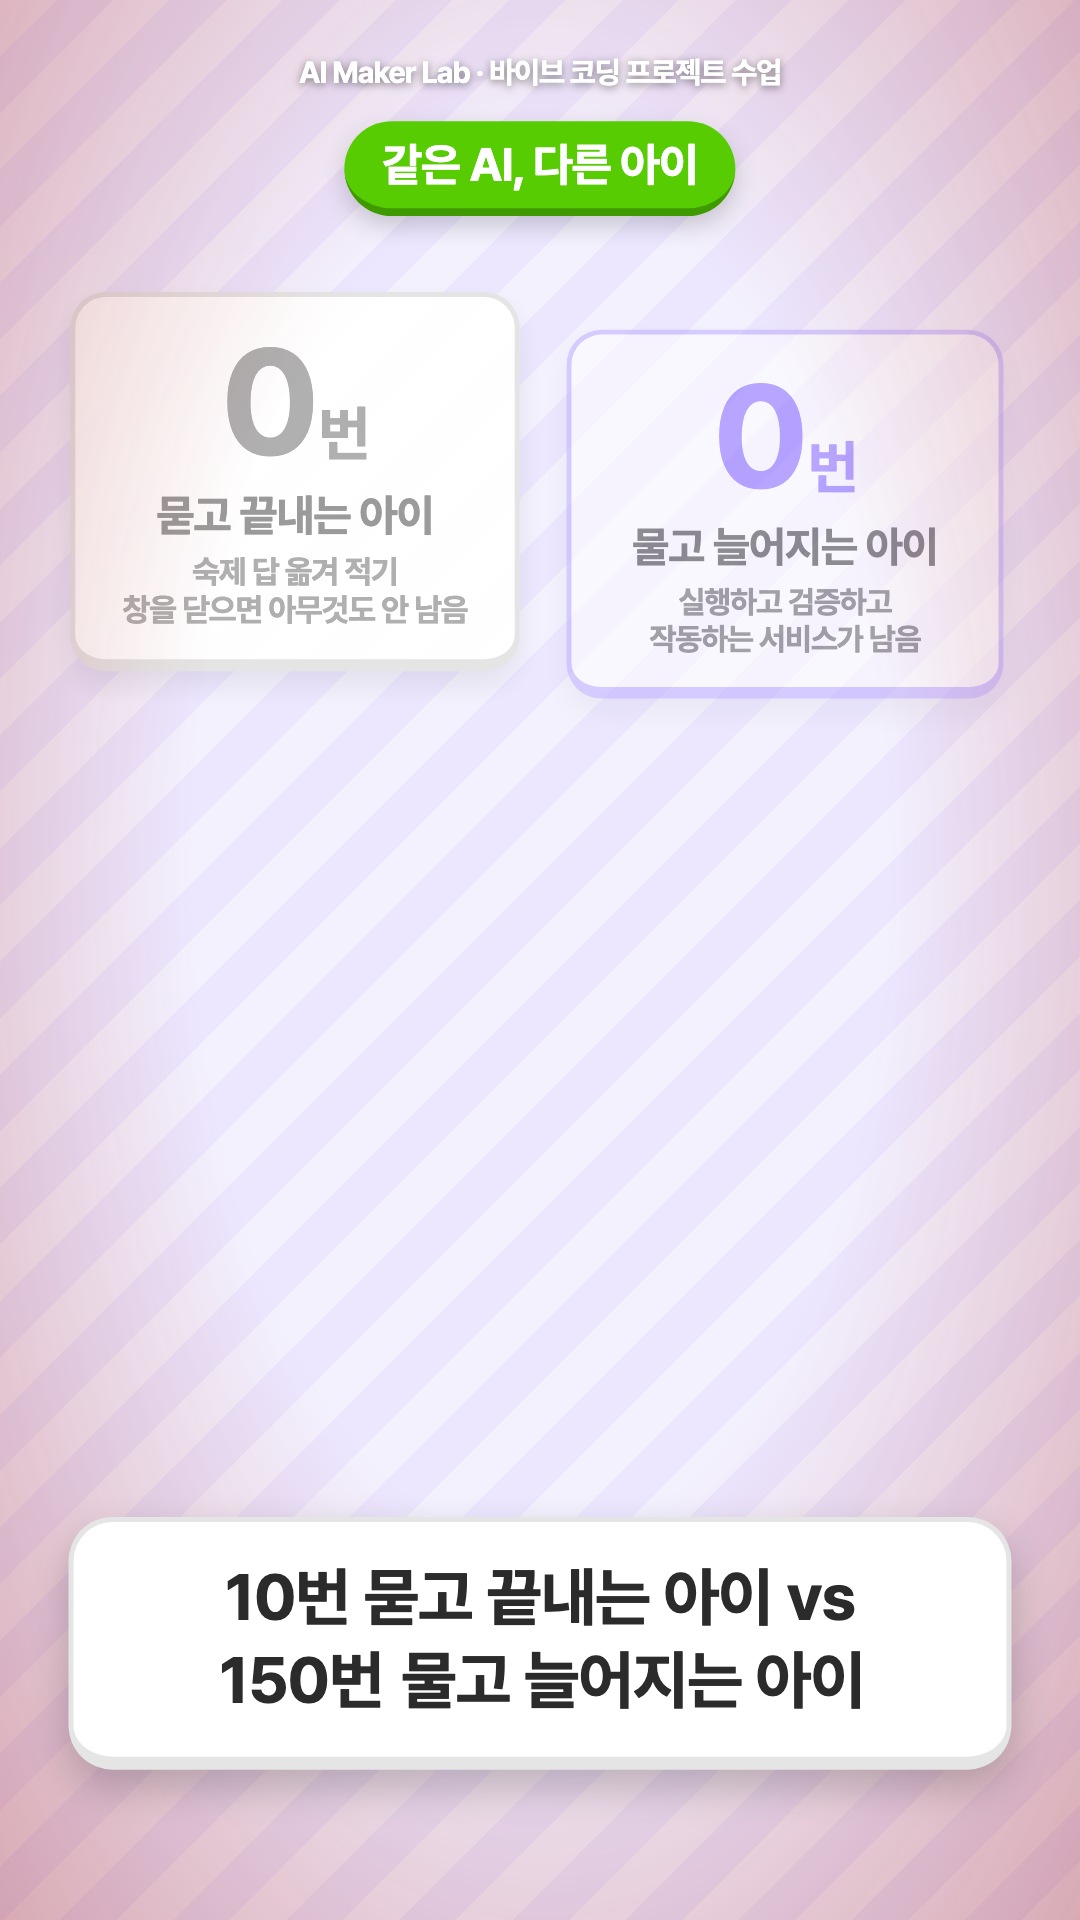 AI Maker Lab · 바이브 코딩 프로젝트 수업
같은 AI, 다른 아이
0번
묻고 끝내는 아이
숙제 답 옮겨 적기
창을 닫으면 아무것도 안 남음
0번
물고 늘어지는 아이
실행하고 검증하고
작동하는 서비스가 남음
10번 묻고 끝내는 아이 vs
150번 물고 늘어지는 아이